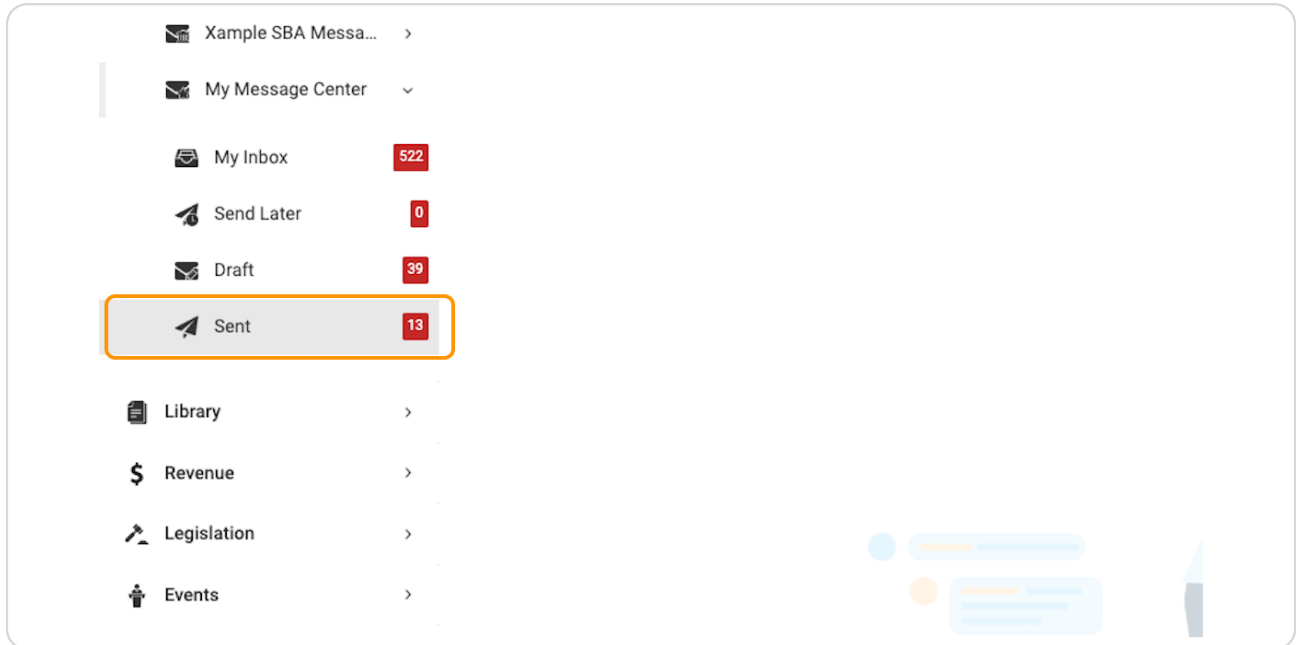 Xample SBA Messa...
My Message Center
My Inbox 522
Send Later 0
Draft 39
Sent 13
Library
Revenue
Legislation
Events